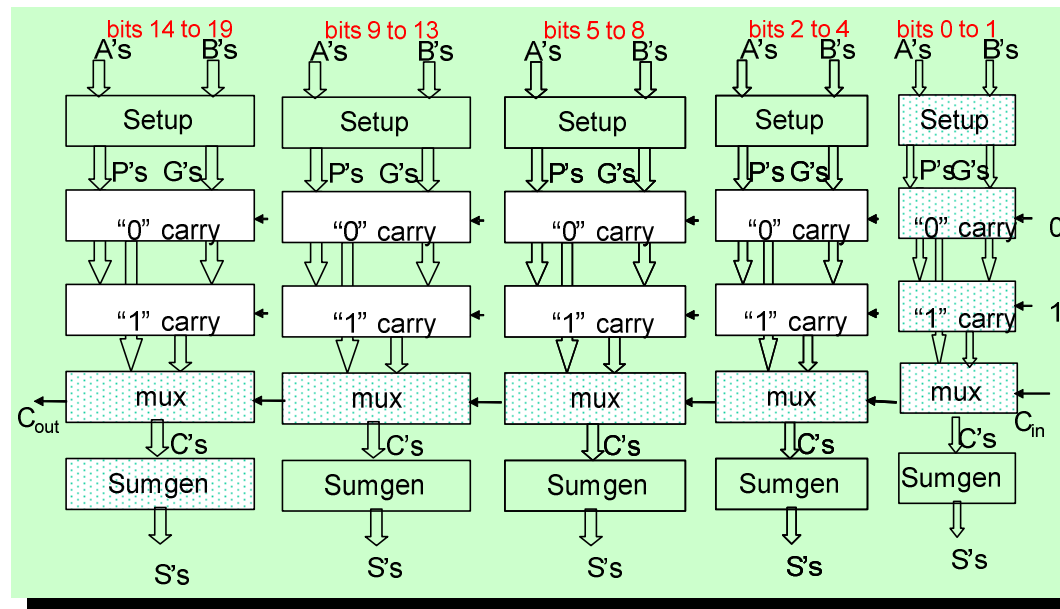 bits 14 to 19 bits 9 to 13 bits 5 to 8 bits 2 to 4 bits 0 to 1
A's B's A's B's A's B's A's B's A's B's
Setup Setup Setup Setup Setup
P's G's P's G's P's G's P's G's P's G's
“0” carry “0” carry “0” carry “0” carry “0” carry 0
“1” carry “1” carry “1” carry “1” carry “1” carry 1
mux mux mux mux mux
Cout Cin
C's C's C's C's C's
Sumgen Sumgen Sumgen Sumgen Sumgen
S's S's S's S's S's